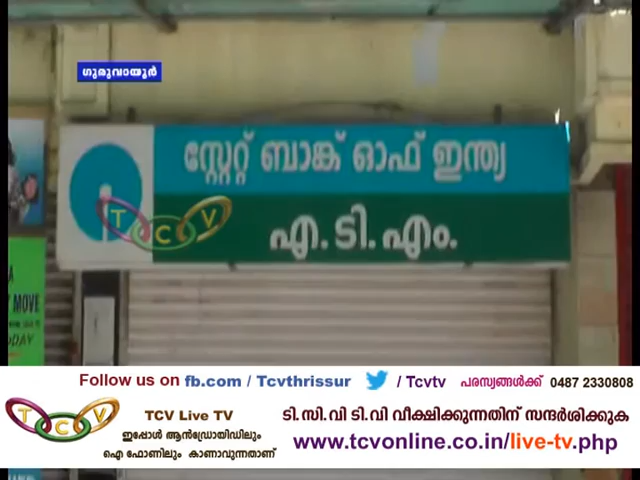 ഗുരുവായൂർ
സ്റ്റേറ്റ് ബാങ്ക് ഓഫ് ഇന്ത്യ
എ.ടി.എം.
TCV
MOVE
Follow us on fb.com / Tcvthrissur / Tcvtv പരസ്യങ്ങൾക്ക് 0487 2330808
TCV
TCV Live TV
ഇപ്പോൾ ആൻഡ്രോയിഡിലും
ഐ ഫോണിലും കാണാവുന്നതാണ്
ടി.സി.വി ടി.വി വീക്ഷിക്കുന്നതിന് സന്ദർശിക്കുക
www.tcvonline.co.in/live-tv.php